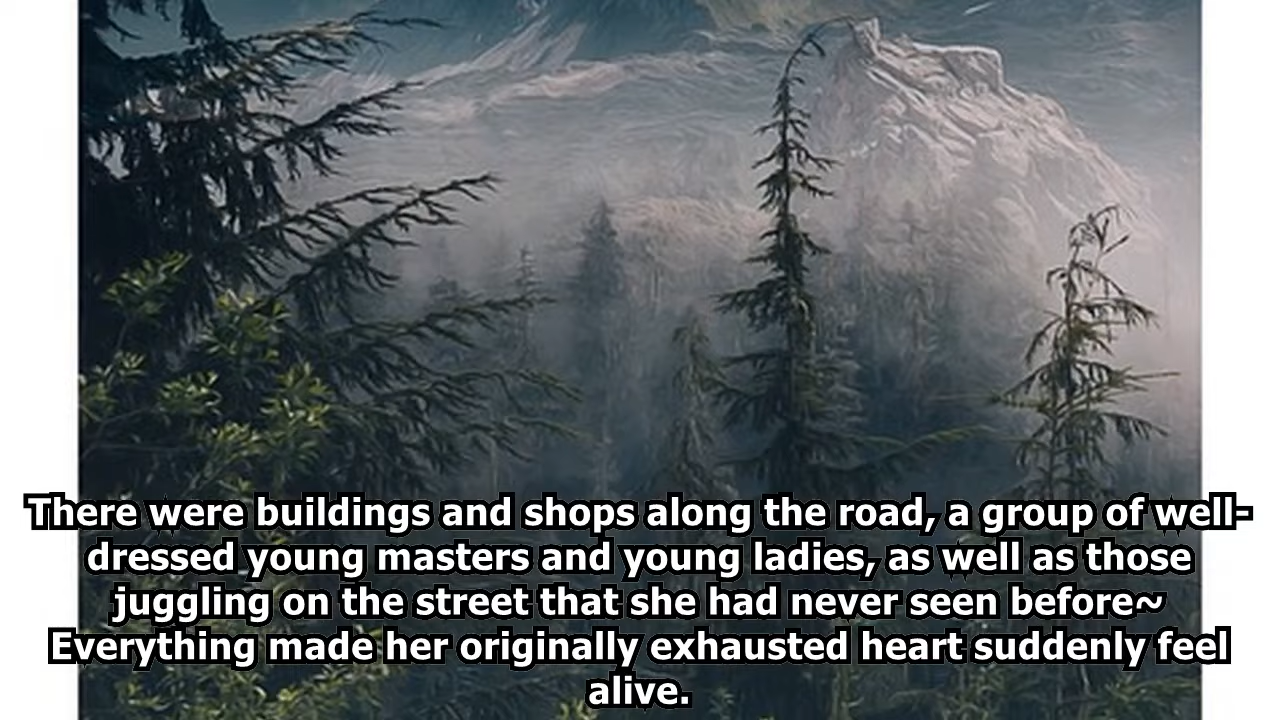 There were buildings and shops along the road, a group of well-
dressed young masters and young ladies, as well as those
juggling on the street that she had never seen before~
Everything made her originally exhausted heart suddenly feel
alive.